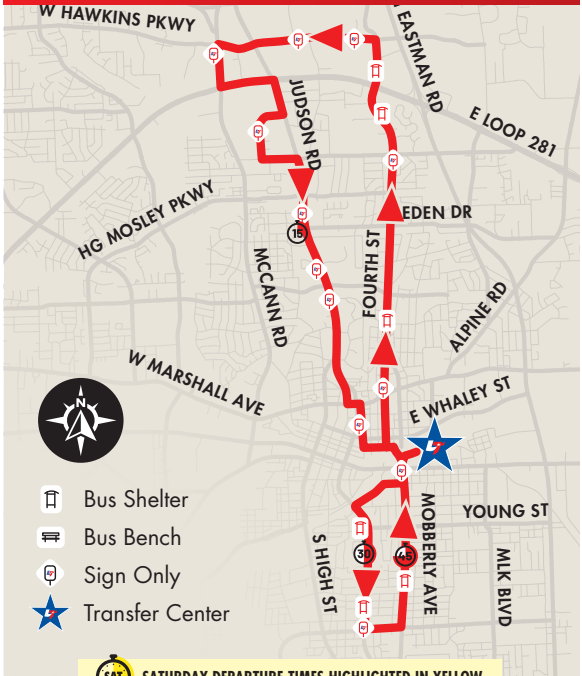 W HAWKINS PKWY
EASTMAN RD
E LOOP 281
JUDSON RD
HG MOSLEY PKWY
EDEN DR
15
MCCANN RD
FOURTH ST
ALPINE RD
W MARSHALL AVE
E WHALEY ST
N
YOUNG ST
30
45
MOBBERLY AVE
S HIGH ST
MLK BLVD
Bus Shelter
Bus Bench
Sign Only
Transfer Center
SAT SATURDAY DEPARTURE TIMES HIGHLIGHTED IN YELLOW